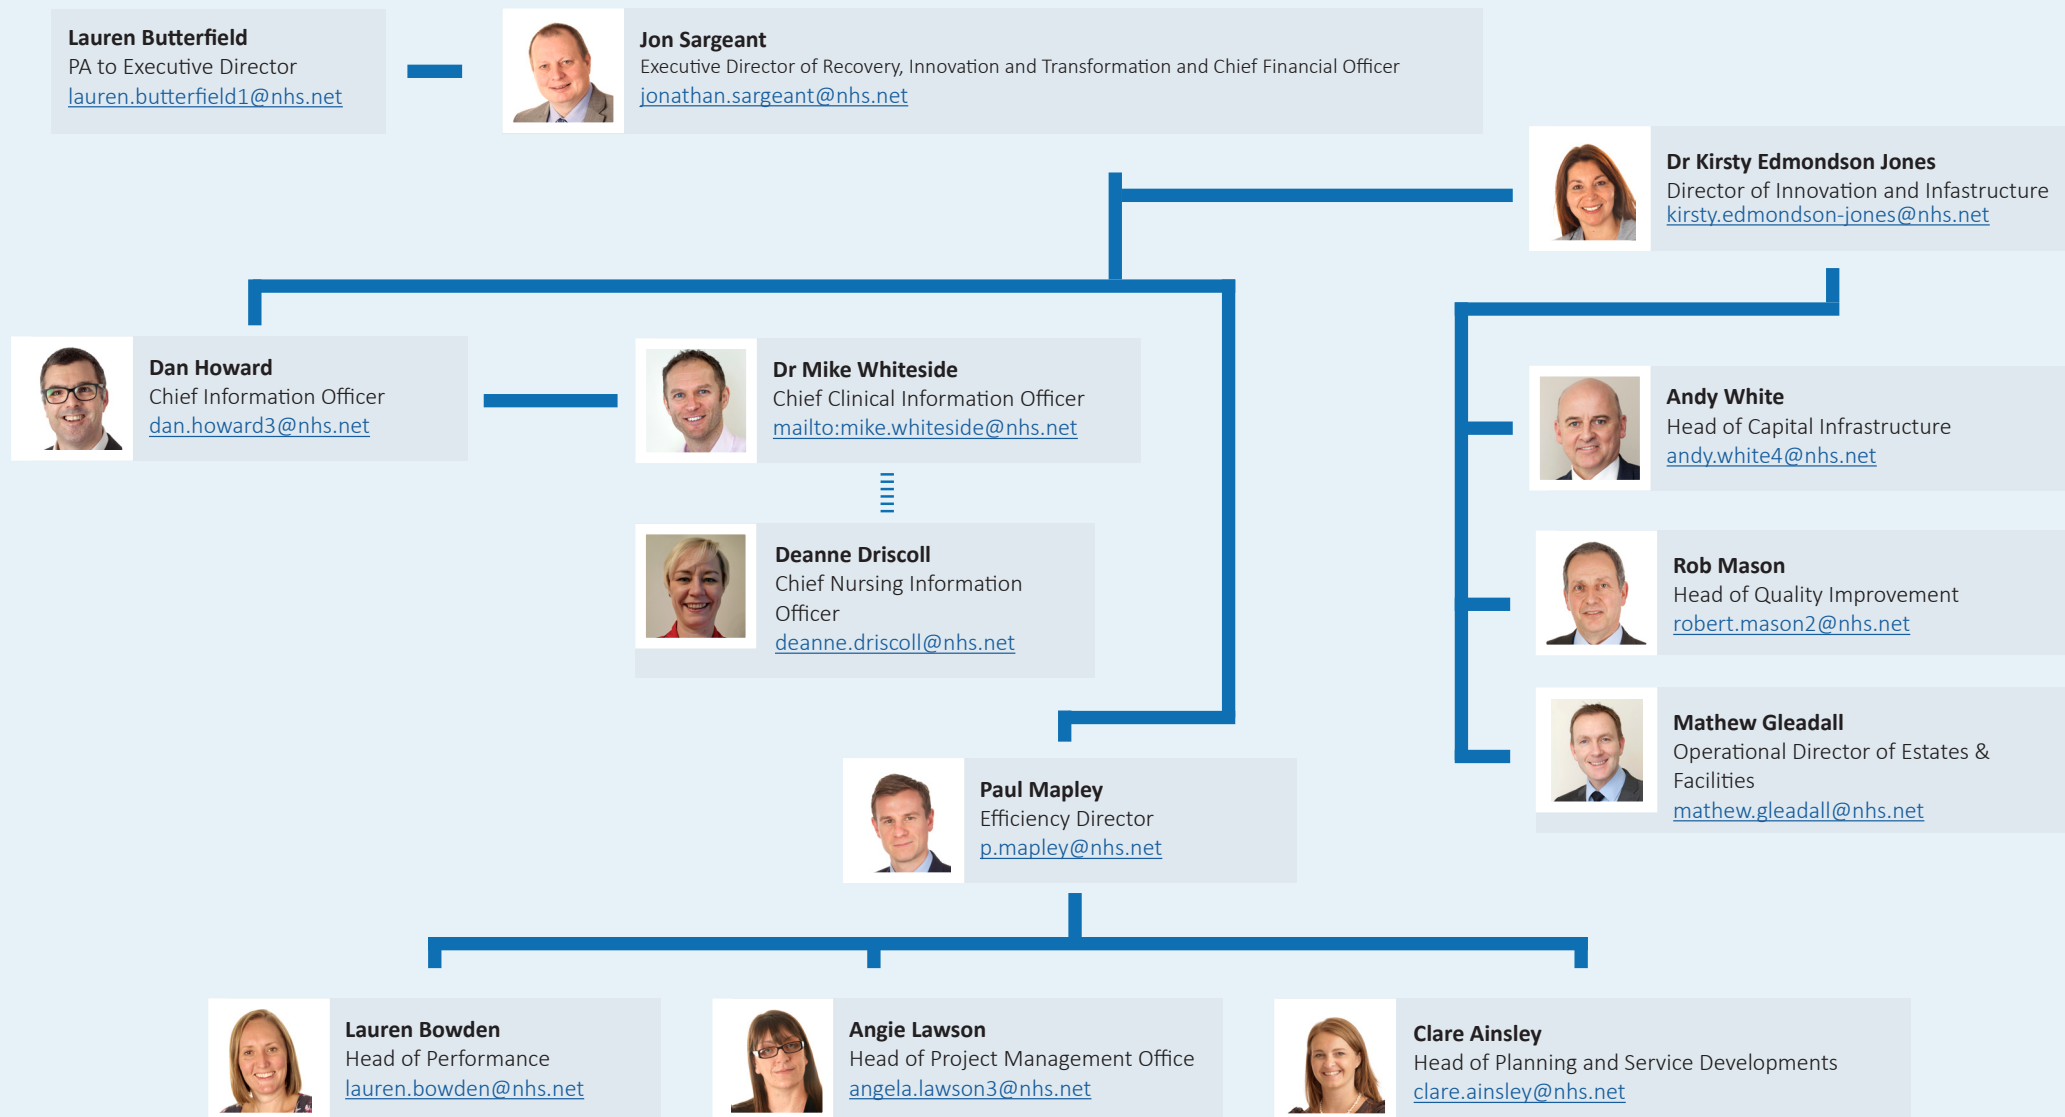 Lauren Butterfield
PA to Executive Director
lauren.butterfield1@nhs.net
Jon Sargeant
Executive Director of Recovery, Innovation and Transformation and Chief Financial Officer
jonathan.sargeant@nhs.net
Dr Kirsty Edmondson Jones
Director of Innovation and Infastructure
kirsty.edmondson-jones@nhs.net
Dan Howard
Chief Information Officer
dan.howard3@nhs.net
Dr Mike Whiteside
Chief Clinical Information Officer
mailto:mike.whiteside@nhs.net
Andy White
Head of Capital Infrastructure
andy.white4@nhs.net
Deanne Driscoll
Chief Nursing Information
Officer
deanne.driscoll@nhs.net
Rob Mason
Head of Quality Improvement
robert.mason2@nhs.net
Mathew Gleadall
Operational Director of Estates &
Facilities
mathew.gleadall@nhs.net
Paul Mapley
Efficiency Director
p.mapley@nhs.net
Lauren Bowden
Head of Performance
lauren.bowden@nhs.net
Angie Lawson
Head of Project Management Office
angela.lawson3@nhs.net
Clare Ainsley
Head of Planning and Service Developments
clare.ainsley@nhs.net